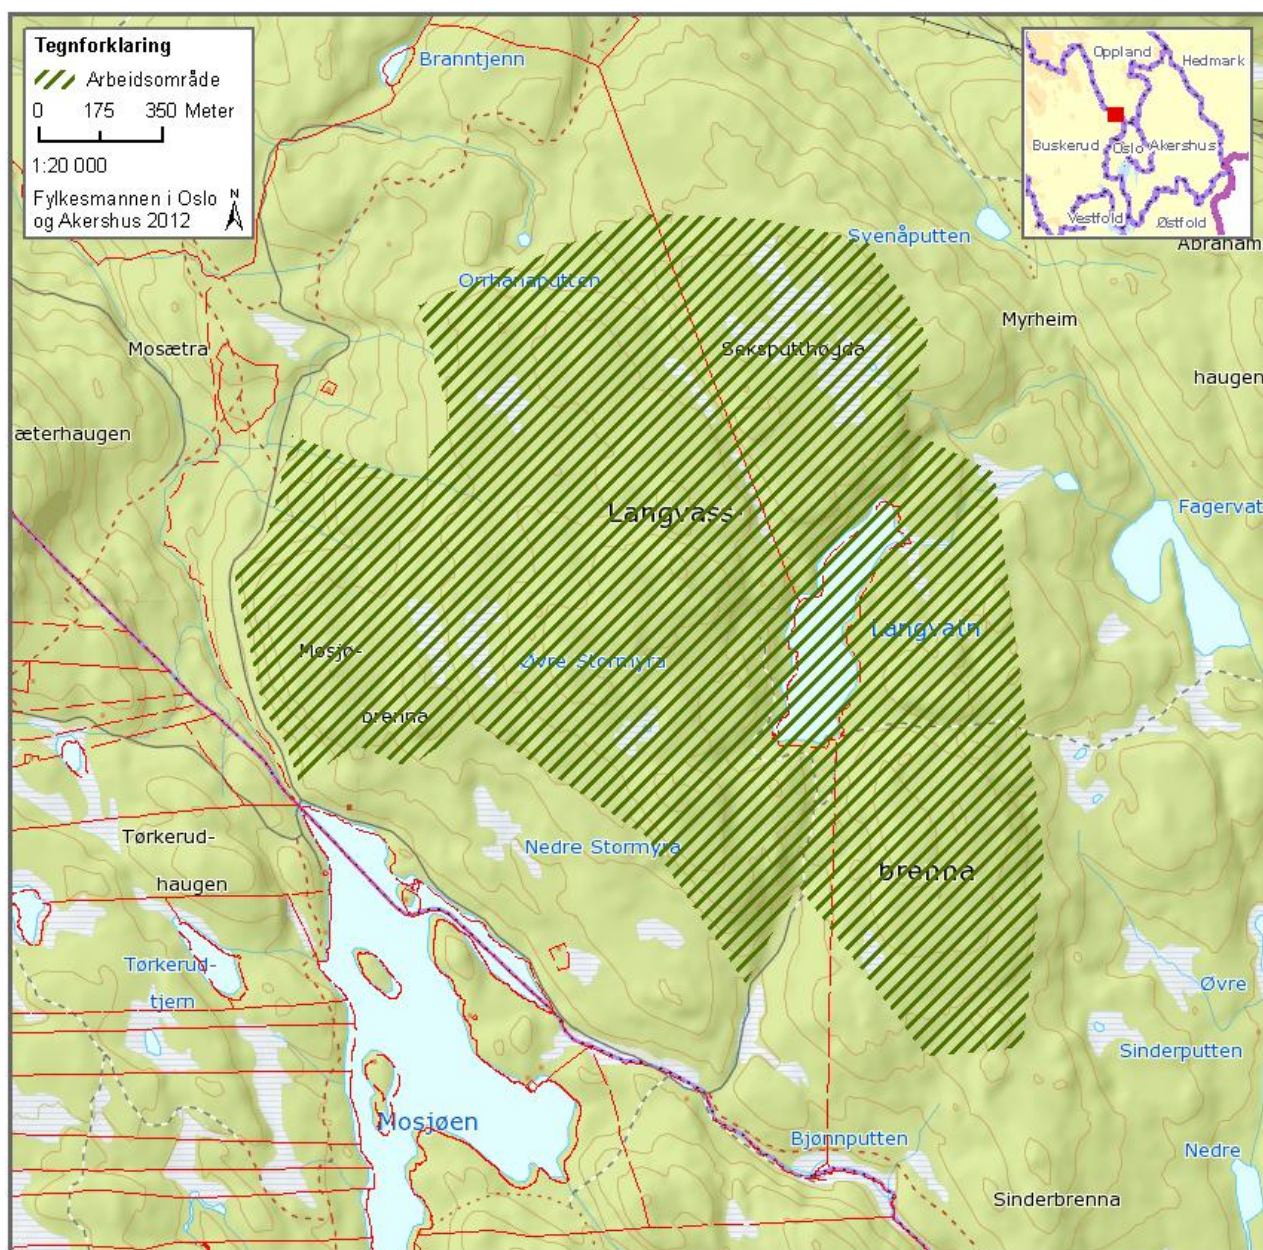 Tegnforklaring
Arbeidsområde
0 175 350 Meter
1:20 000
Fylkesmannen i Oslo
og Akershus 2012
N
Oppland
Hedmark
Buskerud
Oslo
Akershus
Vestfold
Østfold
Branntjenn
Svenåputten
Abraham
Orrhanaputten
Myrheim
Mosætra
Seksputthøgda
haugen
æterhaugen
Langvass-
Fagervat
Langvatn
Mosjø-
Øvre Stormyra
brenna
Tørkerud-
haugen
Nedre Stormyra
brenna
Tørkerud-
tjern
Øvre
Sinderputten
Mosjøen
Bjønnputten
Nedre
Sinderbrenna